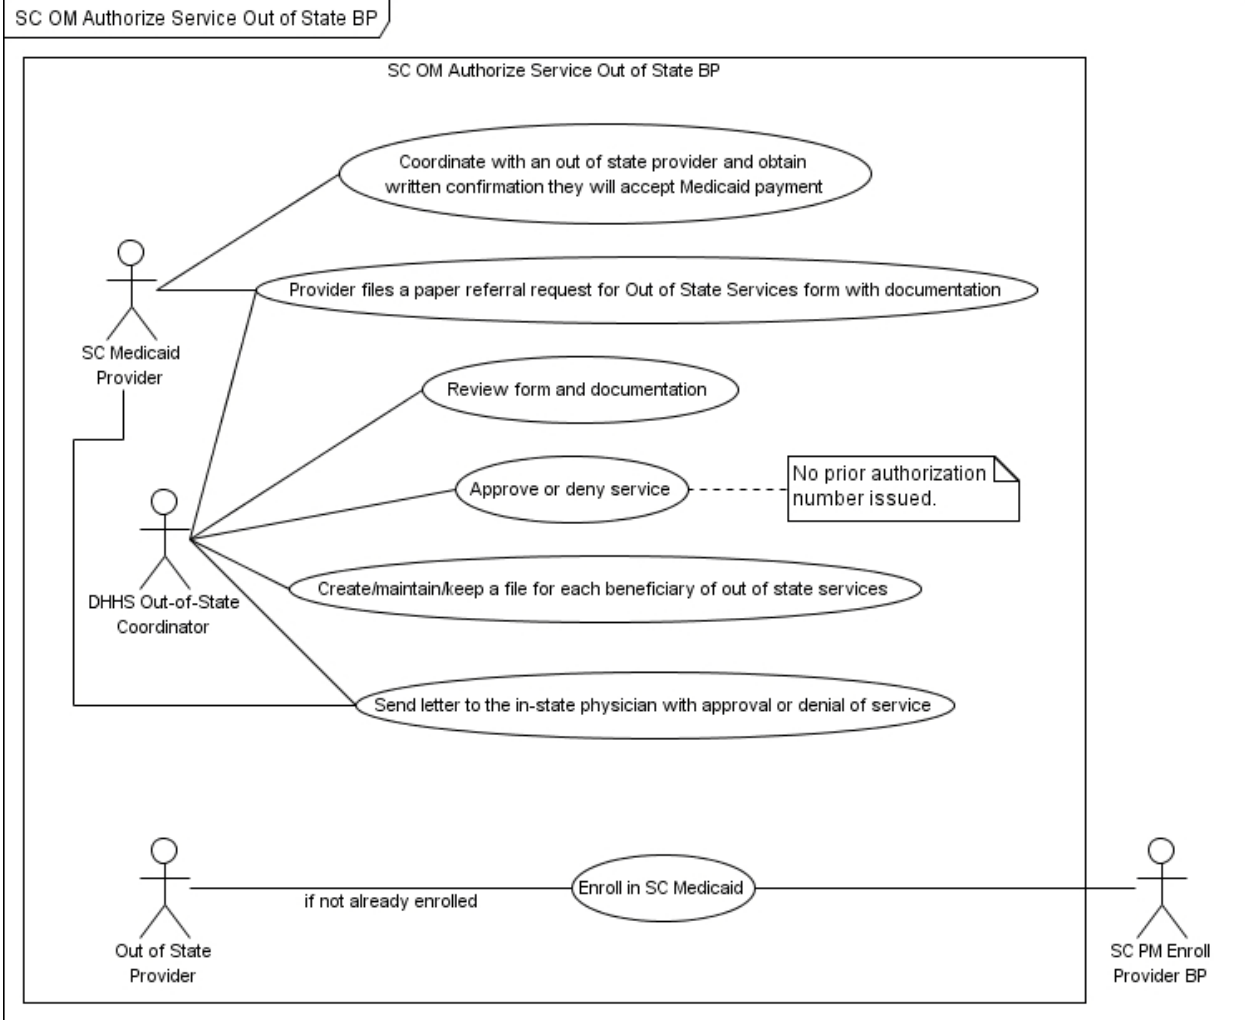 SC OM Authorize Service Out of State BP
SC OM Authorize Service Out of State BP
Coordinate with an out of state provider and obtain
written confirmation they will accept Medicaid payment
Provider files a paper referral request for Out of State Services form with documentation
SC Medicaid
Provider
Review form and documentation
Approve or deny service
No prior authorization
number issued.
Create/maintain/keep a file for each beneficiary of out of state services
DHHS Out-of-State
Coordinator
Send letter to the in-state physician with approval or denial of service
Enroll in SC Medicaid
if not already enrolled
Out of State
Provider
SC PM Enroll
Provider BP